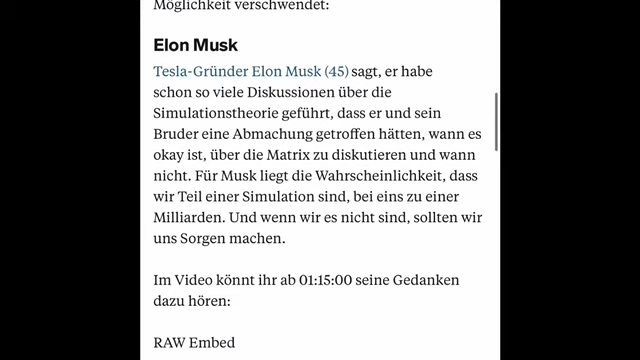 Möglichkeit verschwendet:
Elon Musk
Tesla-Gründer Elon Musk (45) sagt, er habe
schon so viele Diskussionen über die
Simulationstheorie geführt, dass er und sein
Bruder eine Abmachung getroffen hätten, wann es
okay ist, über die Matrix zu diskutieren und wann
nicht. Für Musk liegt die Wahrscheinlichkeit, dass
wir Teil einer Simulation sind, bei eins zu einer
Milliarden. Und wenn wir es nicht sind, sollten wir
uns Sorgen machen.
Im Video könnt ihr ab 01:15:00 seine Gedanken
dazu hören:
RAW Embed